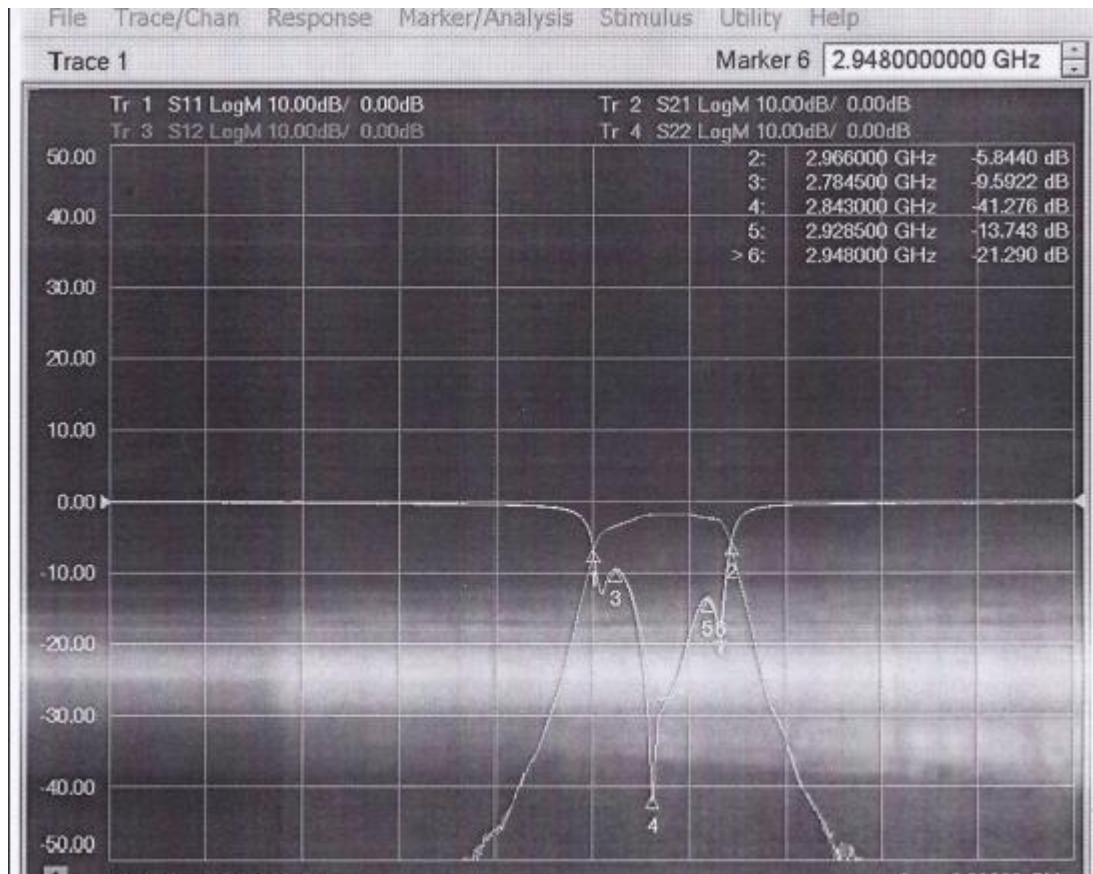 File Trace/Chan Response Marker/Analysis Stimulus Utility Help
Trace 1 Marker 6 2.9480000000 GHz
Tr 1 S11 LogM 10.00dB/ 0.00dB Tr 2 S21 LogM 10.00dB/ 0.00dB
Tr 3 S12 LogM 10.00dB/ 0.00dB Tr 4 S22 LogM 10.00dB/ 0.00dB
50.00 2: 2.966000 GHz -5.8440 dB
3: 2.784500 GHz -9.5922 dB
40.00 4: 2.843000 GHz -41.276 dB
5: 2.928500 GHz -13.743 dB
> 6: 2.948000 GHz -21.290 dB
30.00
20.00
10.00
0.00
-10.00 2
3
5 6
-20.00
-30.00
-40.00
4
-50.00